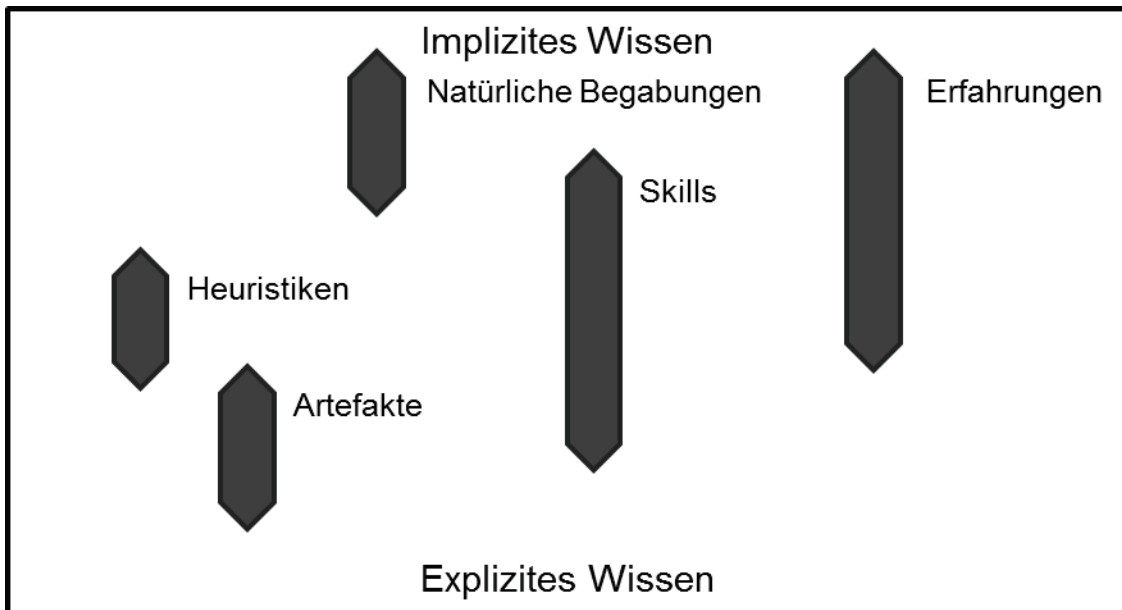 Implizites Wissen
Natürliche Begabungen
Erfahrungen
Skills
Heuristiken
Artefakte
Explizites Wissen